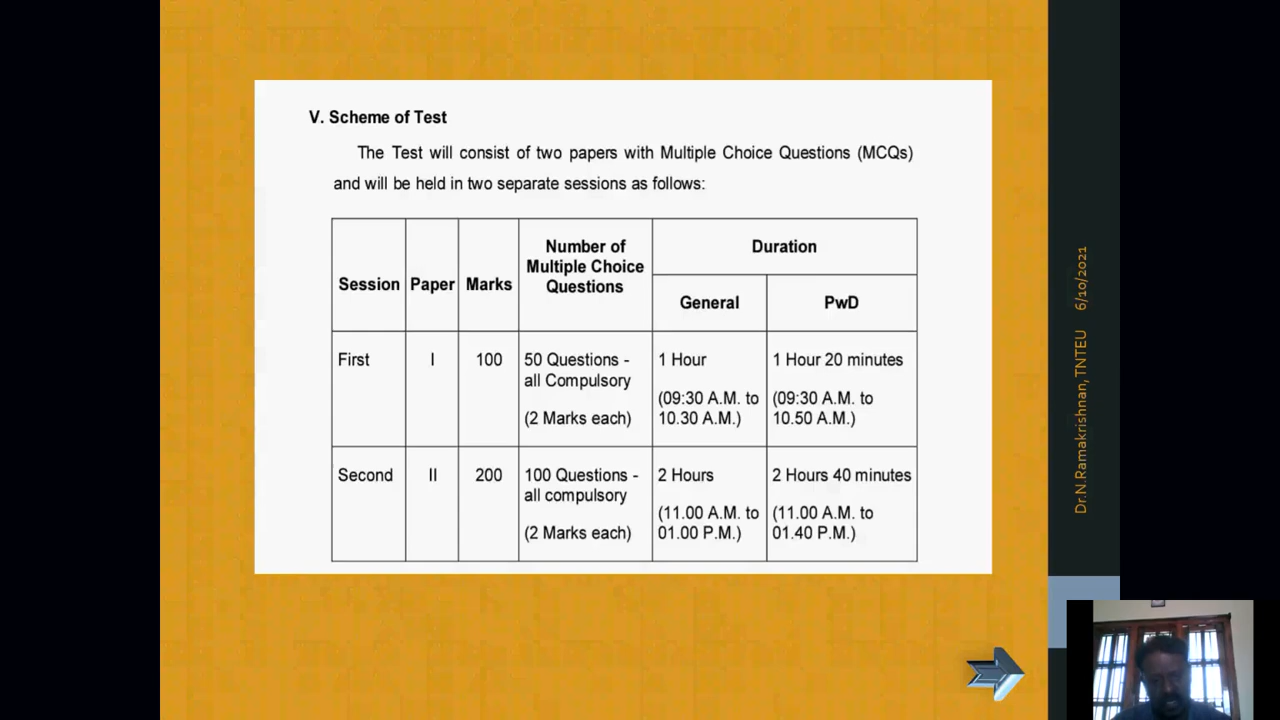 V. Scheme of Test
The Test will consist of two papers with Multiple Choice Questions (MCQs)
and will be held in two separate sessions as follows:
Session
Paper
Marks
Number of
Multiple Choice
Questions
Duration
General
PwD
First
I
100
50 Questions -
all Compulsory
(2 Marks each)
1 Hour
(09:30 A.M. to
10.30 A.M.)
1 Hour 20 minutes
(09:30 A.M. to
10.50 A.M.)
Second
II
200
100 Questions -
all compulsory
(2 Marks each)
2 Hours
(11.00 A.M. to
01.00 P.M.)
2 Hours 40 minutes
(11.00 A.M. to
01.40 P.M.)
Dr.N.Ramakrishnan,TNTEU 6/10/2021